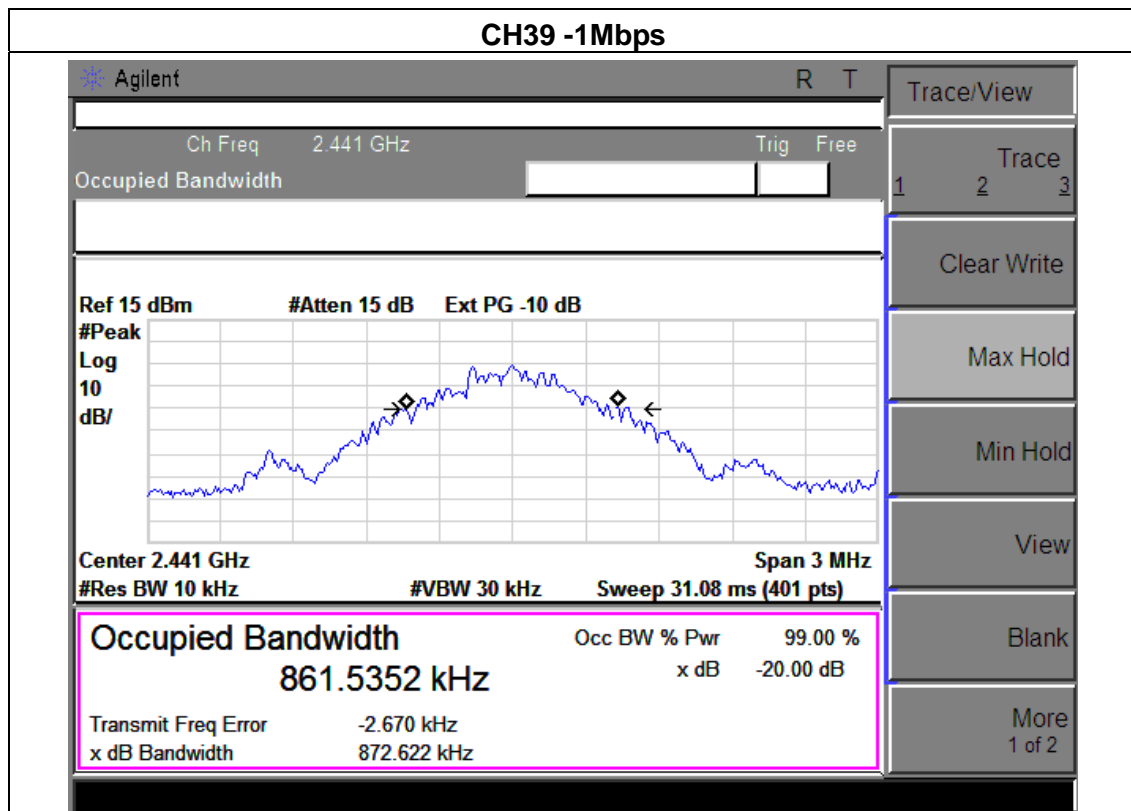 CH39 -1Mbps
Agilent R T
Ch Freq 2.441 GHz Trig Free
Occupied Bandwidth
Ref 15 dBm #Atten 15 dB Ext PG -10 dB
#Peak
Log
10
dB/
Center 2.441 GHz Span 3 MHz
#Res BW 10 kHz #VBW 30 kHz Sweep 31.08 ms (401 pts)
Occupied Bandwidth Occ BW % Pwr 99.00 %
861.5352 kHz x dB -20.00 dB
Transmit Freq Error -2.670 kHz
x dB Bandwidth 872.622 kHz
Trace/View
Trace
1 2 3
Clear Write
Max Hold
Min Hold
View
Blank
More
1 of 2